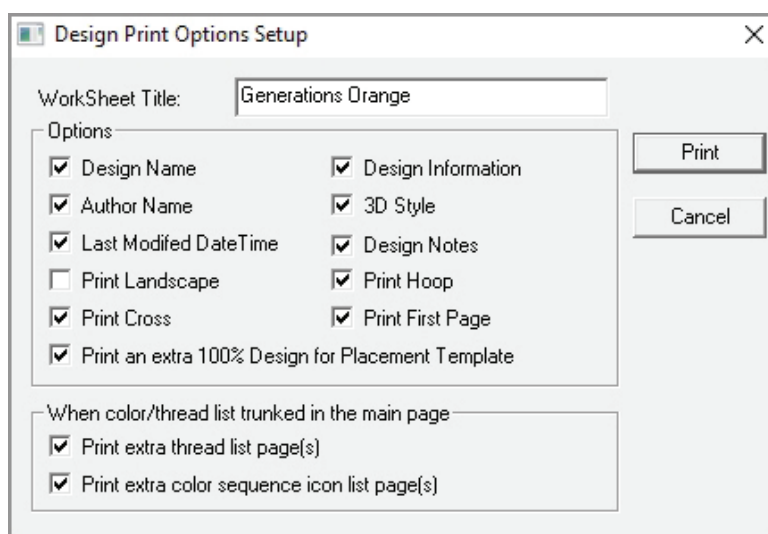 Design Print Options Setup
WorkSheet Title: Generations Orange
Options
Design Name Design Information
Author Name 3D Style
Last Modifed DateTime Design Notes
Print Landscape Print Hoop
Print Cross Print First Page
Print an extra 100% Design for Placement Template
Print
Cancel
When color/thread list trunked in the main page
Print extra thread list page(s)
Print extra color sequence icon list page(s)